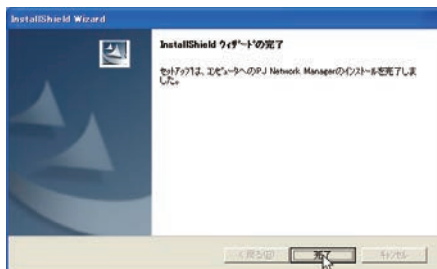 InstallShield Wizard
InstallShield ウィザードの完了
セットアップは、コンピュータへのPJ Network Managerのインストールを完了しま
した。
< 戻る(B)
完了
キャンセル